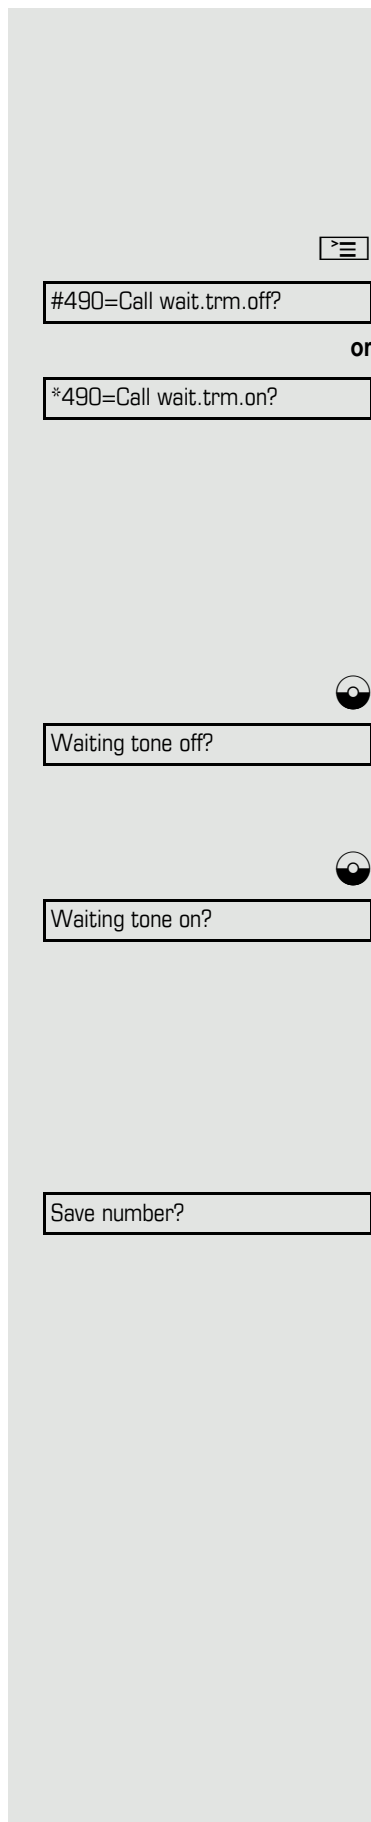 #490=Call wait.trm.off?
or
*490=Call wait.trm.on?
Waiting tone off?
Waiting tone on?
Save number?